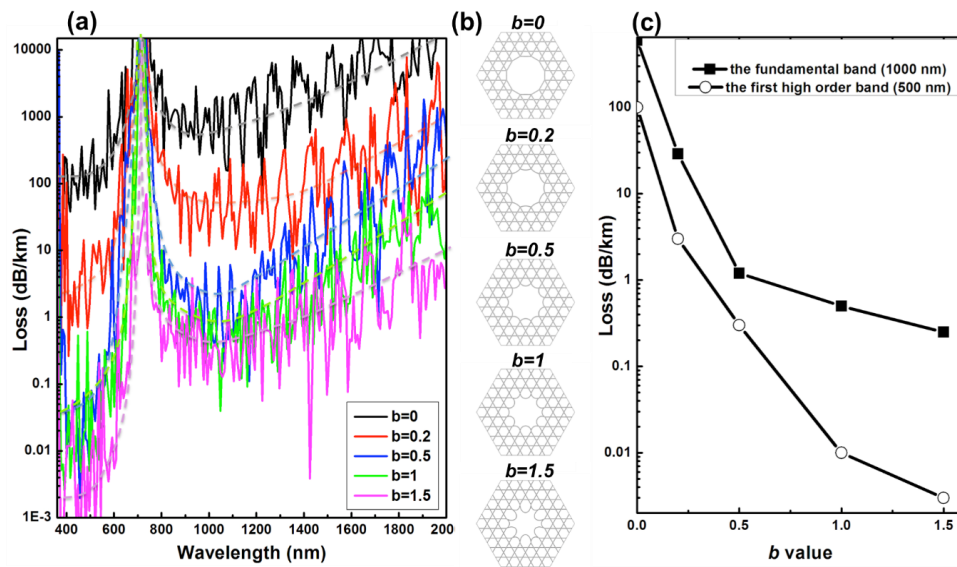 (a)
10000
1000
100
10
1
0.1
0.01
1E-3
Loss (dB/km)
400 600 800 1000 1200 1400 1600 1800 2000
Wavelength (nm)
b=0
b=0.2
b=0.5
b=1
b=1.5
(b)
b=0
b=0.2
b=0.5
b=1
b=1.5
(c)
the fundamental band (1000 nm)
the first high order band (500 nm)
100
10
1
0.1
0.01
Loss (dB/km)
0.0 0.5 1.0 1.5
b value